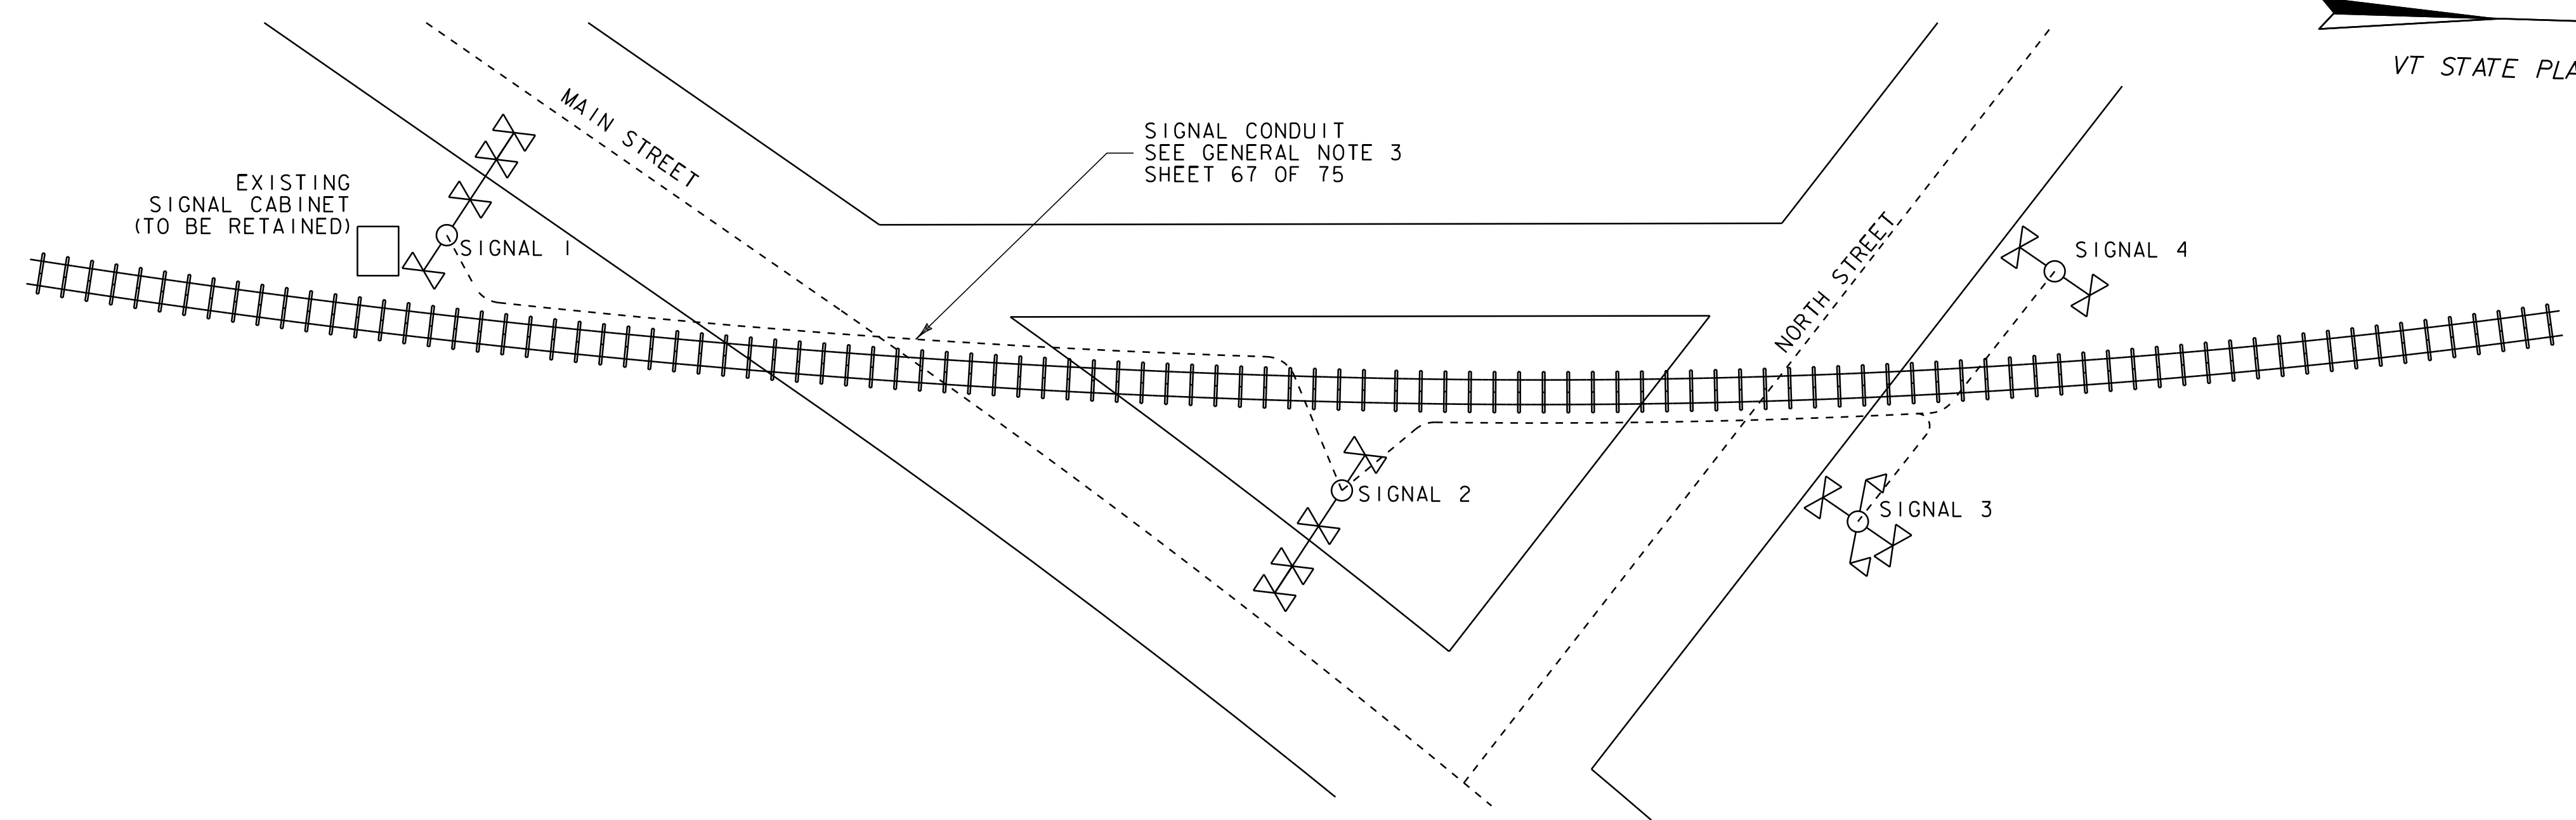 VT STATE
MAIN STREET
SIGNAL CONDUIT
SEE GENERAL NOTE 3
SHEET 67 OF 75
EXISTING
SIGNAL CABINET
(TO BE RETAINED)
SIGNAL 1
NORTH STREET
SIGNAL 4
SIGNAL 2
SIGNAL 3